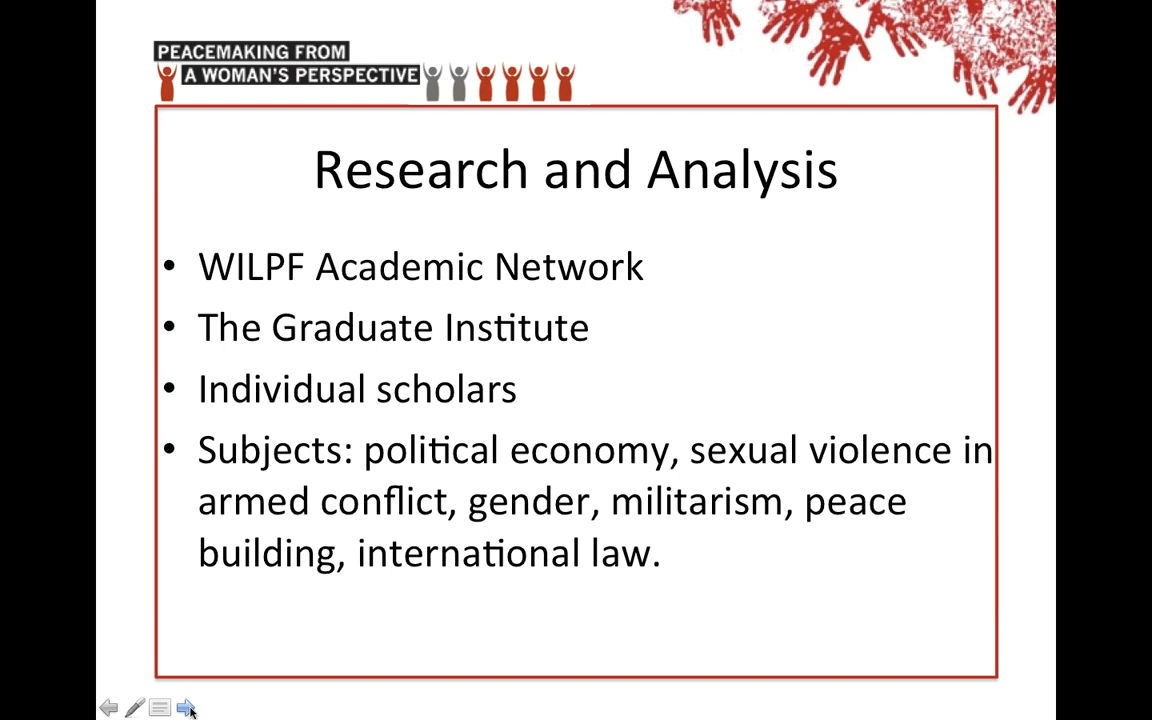 PEACEMAKING FROM
A WOMAN'S PERSPECTIVE
Research and Analysis
• WILPF Academic Network
• The Graduate Institute
• Individual scholars
• Subjects: political economy, sexual violence in
armed conflict, gender, militarism, peace
building, international law.